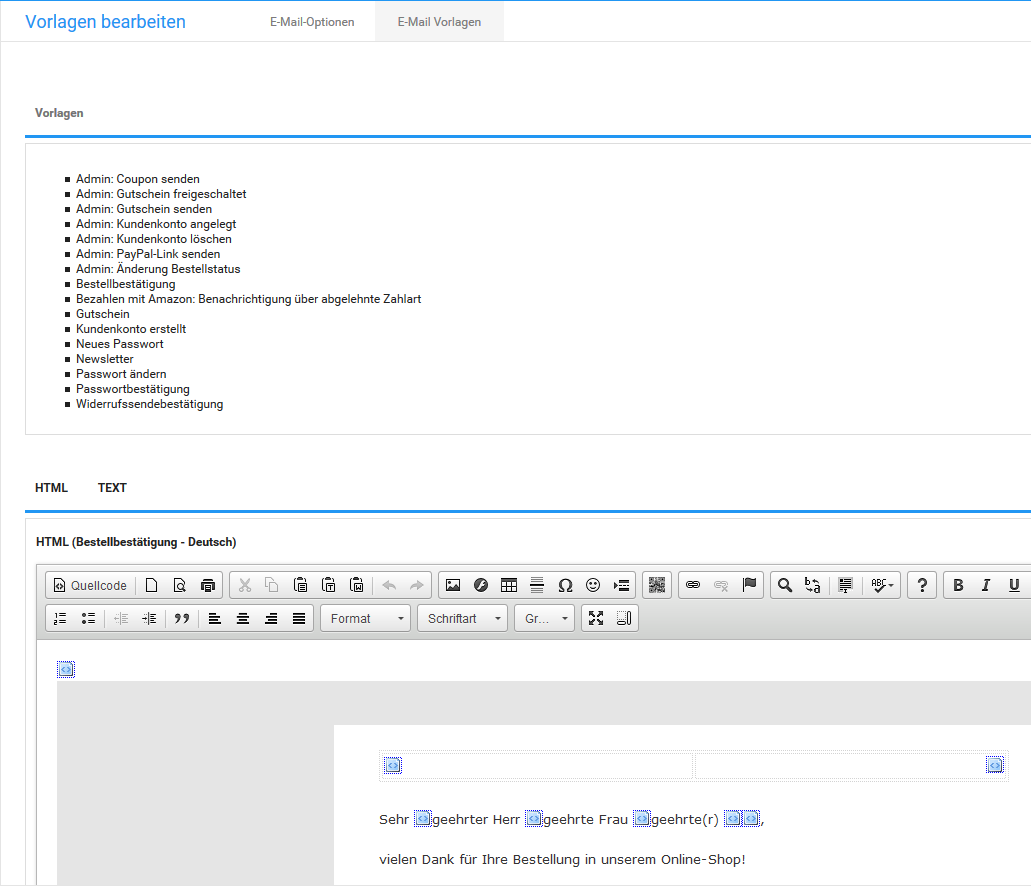 Vorlagen bearbeiten E-Mail-Optionen E-Mail Vorlagen
Vorlagen
Admin: Coupon senden
Admin: Gutschein freigeschaltet
Admin: Gutschein senden
Admin: Kundenkonto angelegt
Admin: Kundenkonto löschen
Admin: PayPal-Link senden
Admin: Änderung Bestellstatus
Bestellbestätigung
Bezahlen mit Amazon: Benachrichtigung über abgelehnte Zahlart
Gutschein
Kundenkonto erstellt
Neues Passwort
Newsletter
Passwort ändern
Passwortbestätigung
Widerrufssendebestätigung
HTML TEXT
HTML (Bestellbestätigung - Deutsch)
Quellcode Ω ABC ? B I U
Format Schriftart Gr...
Sehr geehrter Herr geehrte Frau geehrte(r) ,
vielen Dank für Ihre Bestellung in unserem Online-Shop!